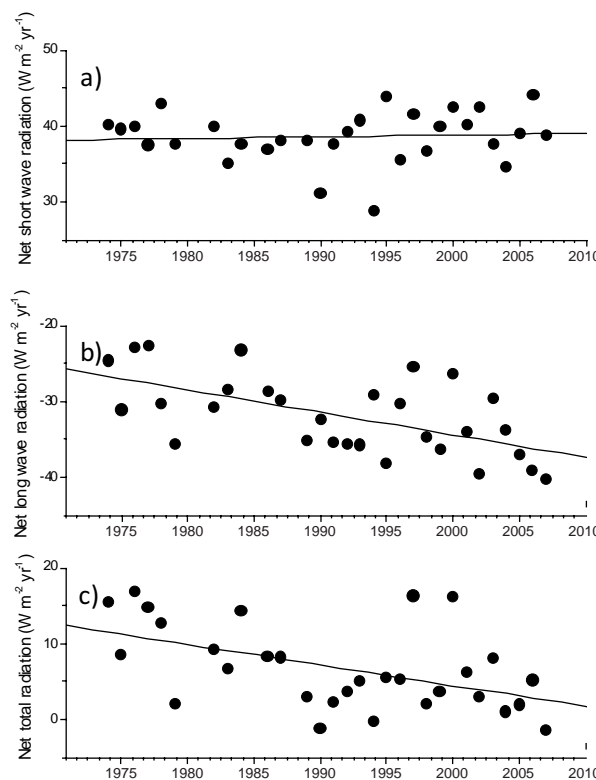 Net short wave radiation (W m⁻² yr⁻¹)
a)
50
40
30
1975 1980 1985 1990 1995 2000 2005 2010
Net long wave radiation (W m⁻² yr⁻¹)
b)
-20
-30
-40
1975 1980 1985 1990 1995 2000 2005 2010
Net total radiation (W m⁻² yr⁻¹)
c)
20
10
0
1975 1980 1985 1990 1995 2000 2005 2010